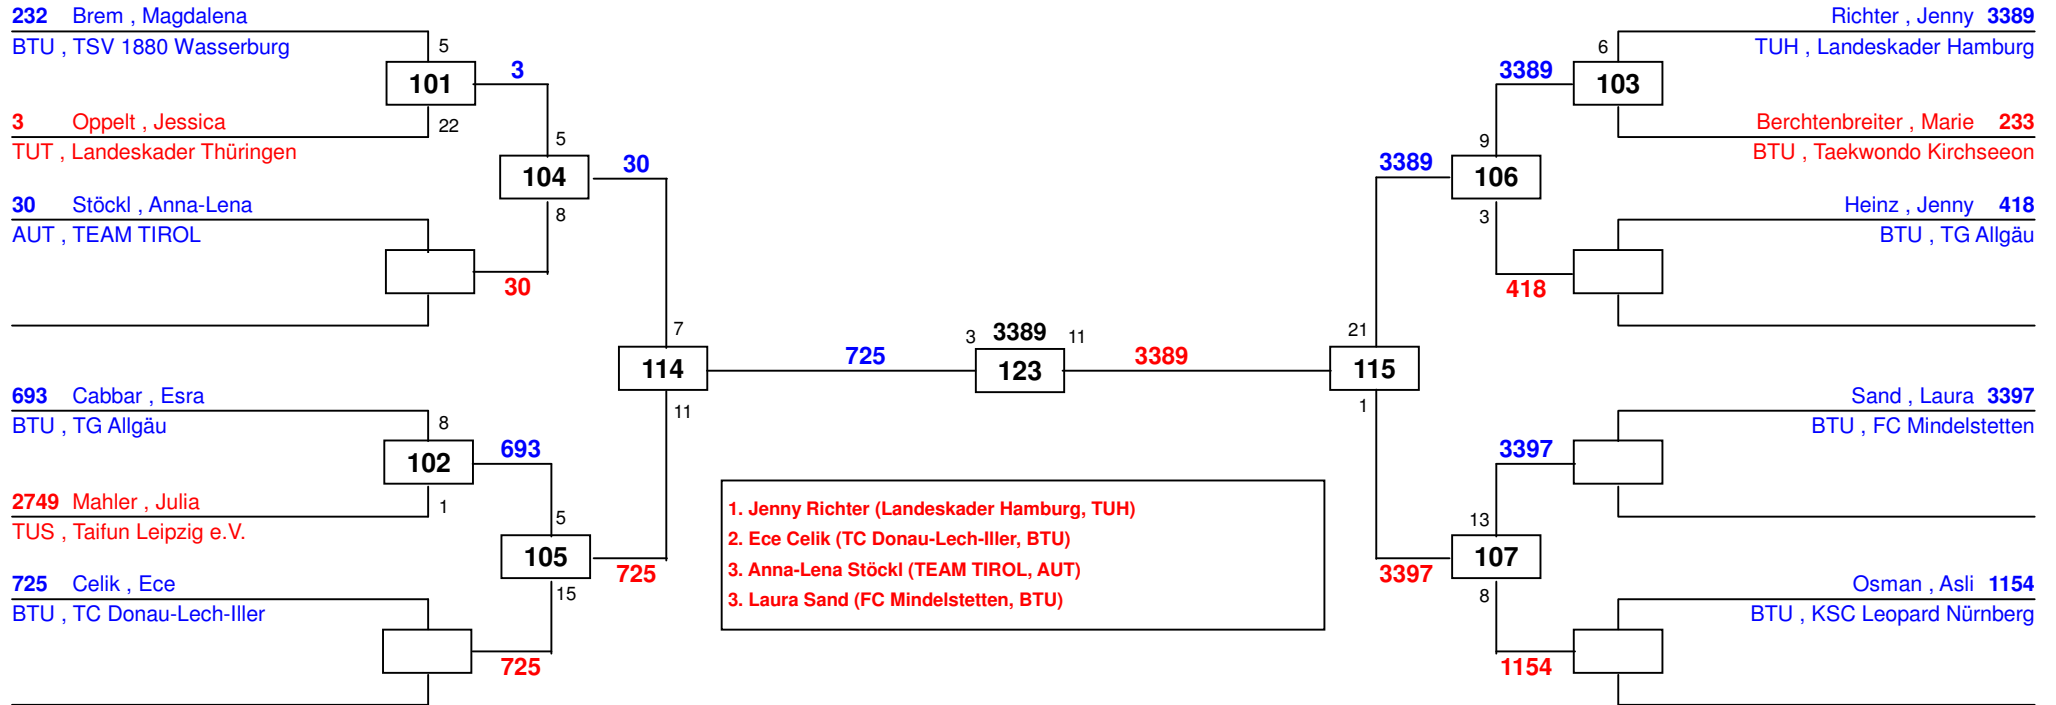 232 Brem , Magdalena
BTU , TSV 1880 Wasserburg
5
101
3
3 Oppelt , Jessica
22
TUT , Landeskader Thüringen
5
104
30
30 Stöckl , Anna-Lena
8
AUT , TEAM TIROL
30
7
114
725
11
693 Cabbar , Esra
BTU , TG Allgäu
8
102
693
2749 Mahler , Julia
1
TUS , Taifun Leipzig e.V.
5
105
725
725 Celik , Ece
15
BTU , TC Donau-Lech-Iller
725
3 3389 11
123
3389
1. Jenny Richter (Landeskader Hamburg, TUH)
2. Ece Celik (TC Donau-Lech-Iller, BTU)
3. Anna-Lena Stöckl (TEAM TIROL, AUT)
3. Laura Sand (FC Mindelstetten, BTU)
Richter , Jenny 3389
6
TUH , Landeskader Hamburg
3389
103
Berchtenbreiter , Marie 233
BTU , Taekwondo Kirchseeon
9
3389
106
3
Heinz , Jenny 418
BTU , TG Allgäu
418
21
115
1
Sand , Laura 3397
BTU , FC Mindelstetten
3397
13
107
3397
8
Osman , Asli 1154
BTU , KSC Leopard Nürnberg
1154